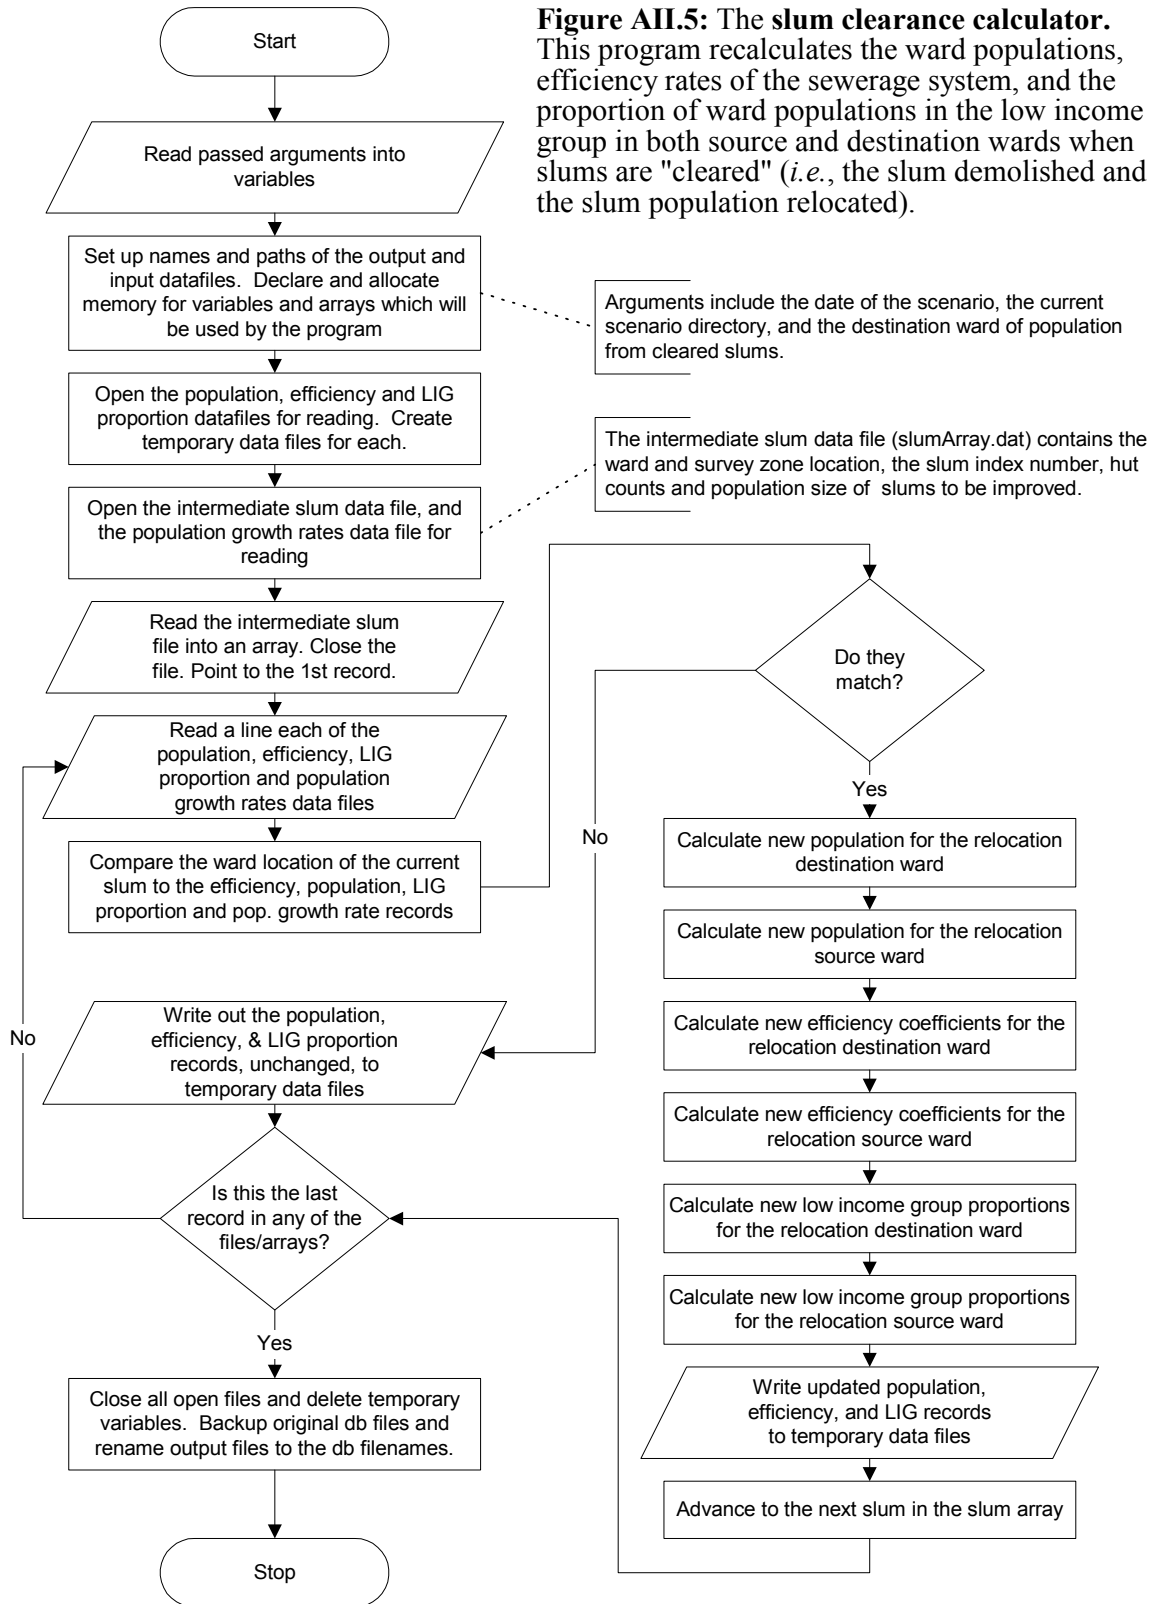 Figure AII.5: The slum clearance calculator.
This program recalculates the ward populations,
efficiency rates of the sewerage system, and the
proportion of ward populations in the low income
group in both source and destination wards when
slums are "cleared" (i.e., the slum demolished and
the slum population relocated).
Start
Read passed arguments into
variables
Set up names and paths of the output and
input datafiles. Declare and allocate
memory for variables and arrays which will
be used by the program
Arguments include the date of the scenario, the current
scenario directory, and the destination ward of population
from cleared slums.
Open the population, efficiency and LIG
proportion datafiles for reading. Create
temporary data files for each.
Open the intermediate slum data file, and
the population growth rates data file for
reading
The intermediate slum data file (slumArray.dat) contains the
ward and survey zone location, the slum index number, hut
counts and population size of slums to be improved.
Read the intermediate slum
file into an array. Close the
file. Point to the 1st record.
Read a line each of the
population, efficiency, LIG
proportion and population
growth rates data files
Compare the ward location of the current
slum to the efficiency, population, LIG
proportion and pop. growth rate records
Do they
match?
No
Yes
Write out the population,
efficiency, & LIG proportion
records, unchanged, to
temporary data files
Calculate new population for the relocation
destination ward
Calculate new population for the relocation
source ward
Calculate new efficiency coefficients for the
relocation destination ward
Calculate new efficiency coefficients for the
relocation source ward
Calculate new low income group proportions
for the relocation destination ward
Calculate new low income group proportions
for the relocation source ward
Write updated population,
efficiency, and LIG records
to temporary data files
Advance to the next slum in the slum array
Is this the last
record in any of the
files/arrays?
No
Yes
Close all open files and delete temporary
variables. Backup original db files and
rename output files to the db filenames.
Stop